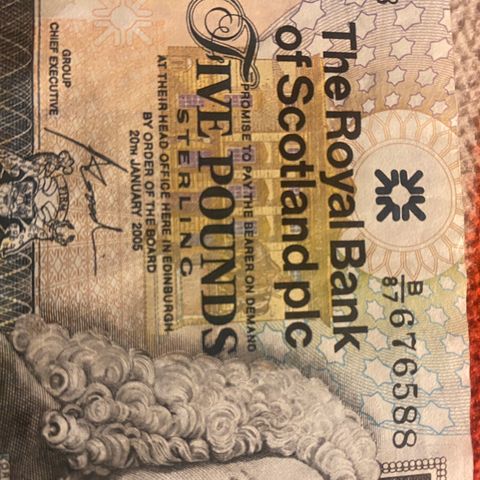 The Royal Bank
of Scotland plc
PROMISE TO PAY THE BEARER ON DEMAND
FIVE POUNDS
STERLING
AT THEIR HEAD OFFICE HERE IN EDINBURGH
BY ORDER OF THE BOARD
20TH JANUARY 2005
GROUP
CHIEF EXECUTIVE
B/87 676588